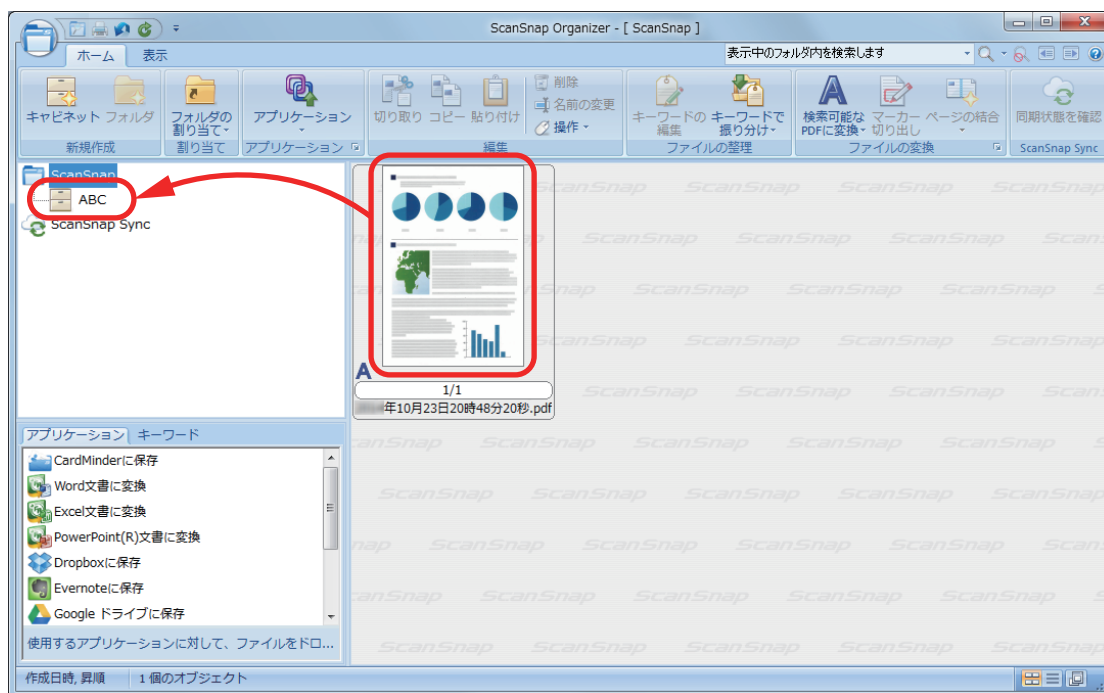 ScanSnap Organizer - [ ScanSnap ]
ホーム 表示
表示中のフォルダ内を検索します
キャビネット フォルダ
新規作成
フォルダの
割り当て
割り当て
アプリケーション
アプリケーション
切り取り コピー 貼り付け
削除
名前の変更
操作
編集
キーワードの
編集
キーワードで
振り分け
ファイルの整理
検索可能な
PDFに変換
マーカー
切り出し
ページの結合
ファイルの変換
同期状態を確認
ScanSnap Sync
ScanSnap
ABC
ScanSnap Sync
A
1/1
年10月23日20時48分20秒.pdf
アプリケーション キーワード
CardMinderに保存
Word文書に変換
Excel文書に変換
PowerPoint(R)文書に変換
Dropboxに保存
Evernoteに保存
Google ドライブに保存
使用するアプリケーションに対して、ファイルをドロ...
作成日時, 昇順 1 個のオブジェクト